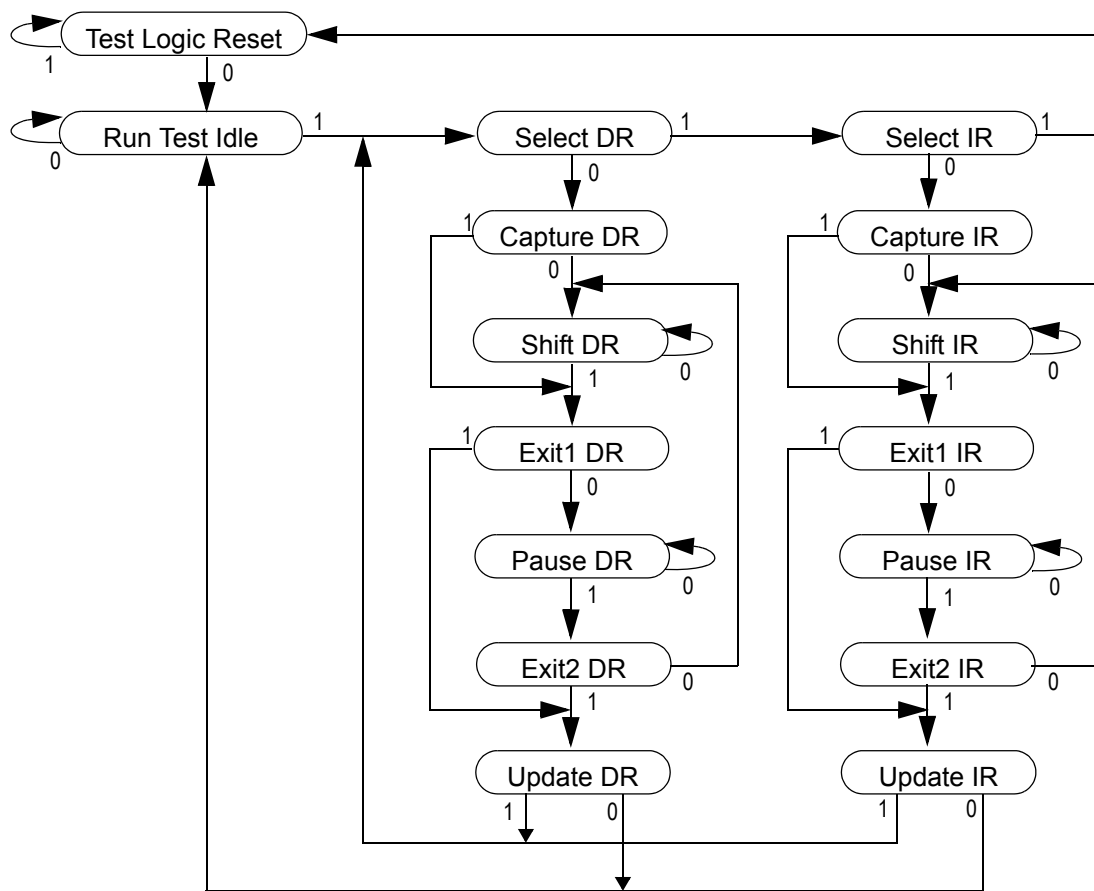 Test Logic Reset
1
0
Run Test Idle
1
0
Select DR
1
0
Select IR
1
0
1
Capture DR
0
1
Capture IR
0
Shift DR
0
1
Shift IR
0
1
1
Exit1 DR
0
1
Exit1 IR
0
Pause DR
0
1
Pause IR
0
1
Exit2 DR
0
1
Exit2 IR
0
1
Update DR
1
0
Update IR
1
0